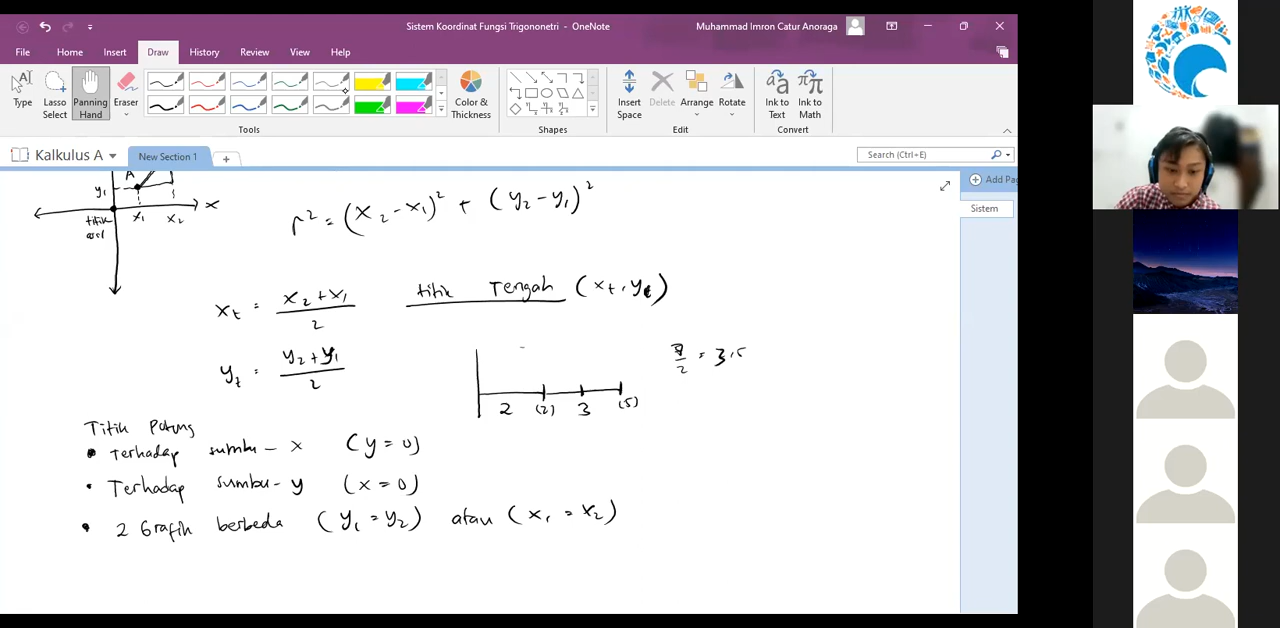 Sistem Koordinat Fungsi Trigononetri - OneNote
Muhammad Imron Catur Anoraga
File Home Insert Draw History Review View Help
Type
Lasso Select
Panning Hand
Eraser
Color & Thickness
Insert Space
Delete
Arrange
Rotate
Ink to Text
Ink to Math
Tools
Shapes
Edit
Convert
Kalkulus A
New Section 1
Search (Ctrl+E)
Add Pag
Sistem
A
y₁
x
titik asal
x₁ x₂
r² = (x₂ - x₁)² + (y₂ - y₁)²
xₜ = (x₂ + x₁)/2
titik Tengah (xₜ, yₜ)
yₜ = (y₂ + y₁)/2
7/2 = 3.5
2 (2) 3 (5)
Titik Potong
• Terhadap sumbu - x (y = 0)
• Terhadap sumbu - y (x = 0)
• 2 Grafik berbeda (y₁ = y₂) atau (x₁ = x₂)